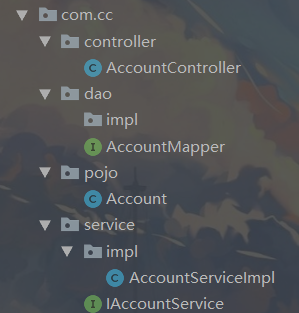 com.cc
controller
C AccountController
dao
impl
I AccountMapper
pojo
C Account
service
impl
C AccountServiceImpl
I IAccountService